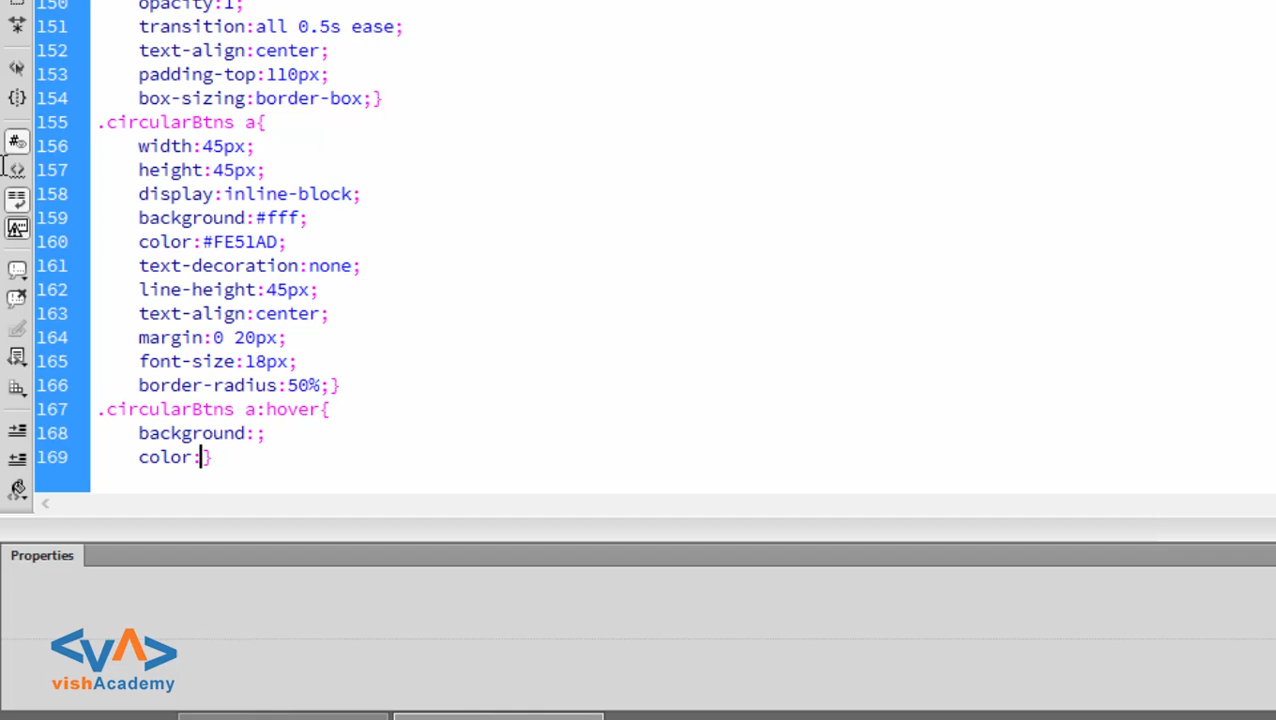 150 opacity:1;
151 transition:all 0.5s ease;
152 text-align:center;
153 padding-top:110px;
154 box-sizing:border-box;}
155 .circularBtns a{
156 width:45px;
157 height:45px;
158 display:inline-block;
159 background:#fff;
160 color:#FE51AD;
161 text-decoration:none;
162 line-height:45px;
163 text-align:center;
164 margin:0 20px;
165 font-size:18px;
166 border-radius:50%;}
167 .circularBtns a:hover{
168 background:;
169 color:}
Properties
<VA>
vishAcademy